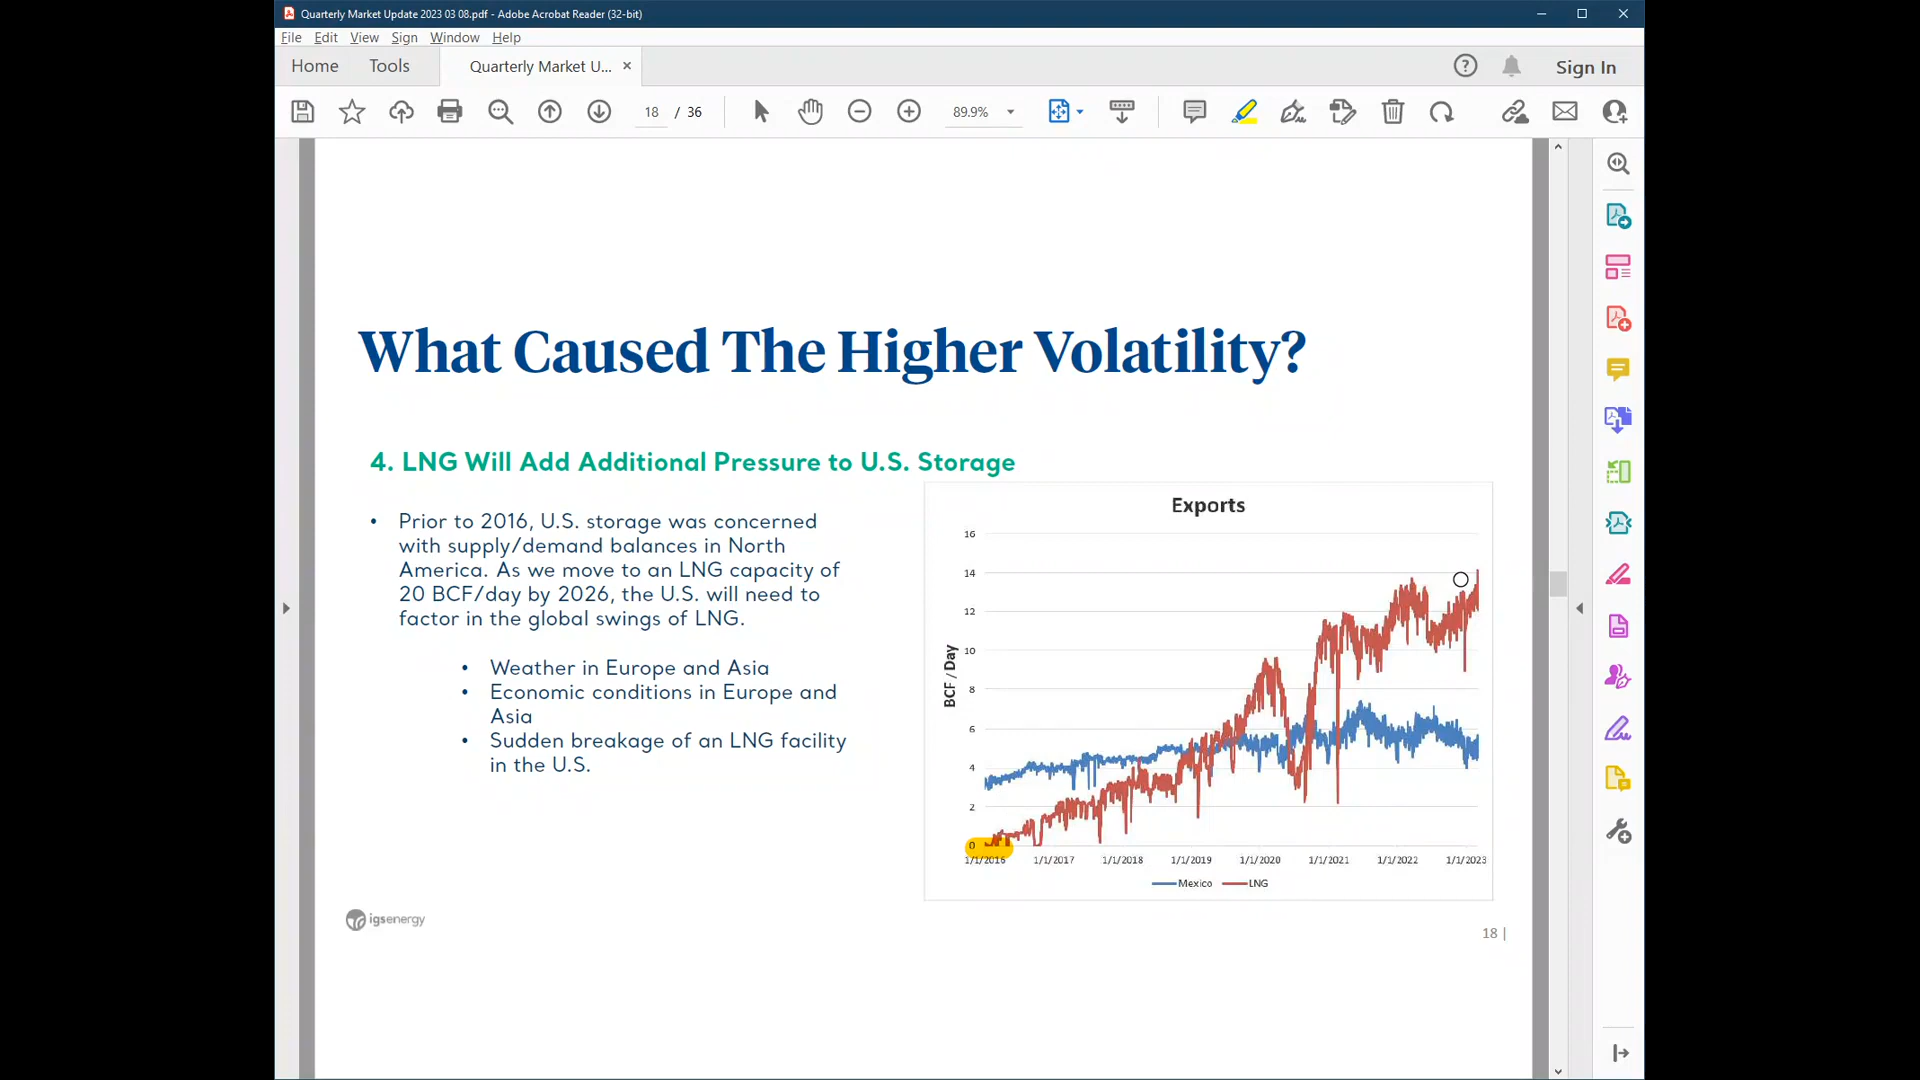 Quarterly Market Update 2023 03 08.pdf - Adobe Acrobat Reader (32-bit)
File Edit View Sign Window Help
Home Tools Quarterly Market U... × Sign In
18 / 36 89.9%
What Caused The Higher Volatility?
4. LNG Will Add Additional Pressure to U.S. Storage
• Prior to 2016, U.S. storage was concerned
with supply/demand balances in North
America. As we move to an LNG capacity of
20 BCF/day by 2026, the U.S. will need to
factor in the global swings of LNG.
• Weather in Europe and Asia
• Economic conditions in Europe and
Asia
• Sudden breakage of an LNG facility
in the U.S.
Exports
BCF / Day
16
14
12
10
8
6
4
2
0
1/1/2016 1/1/2017 1/1/2018 1/1/2019 1/1/2020 1/1/2021 1/1/2022 1/1/2023
Mexico LNG
igsenergy
18 |